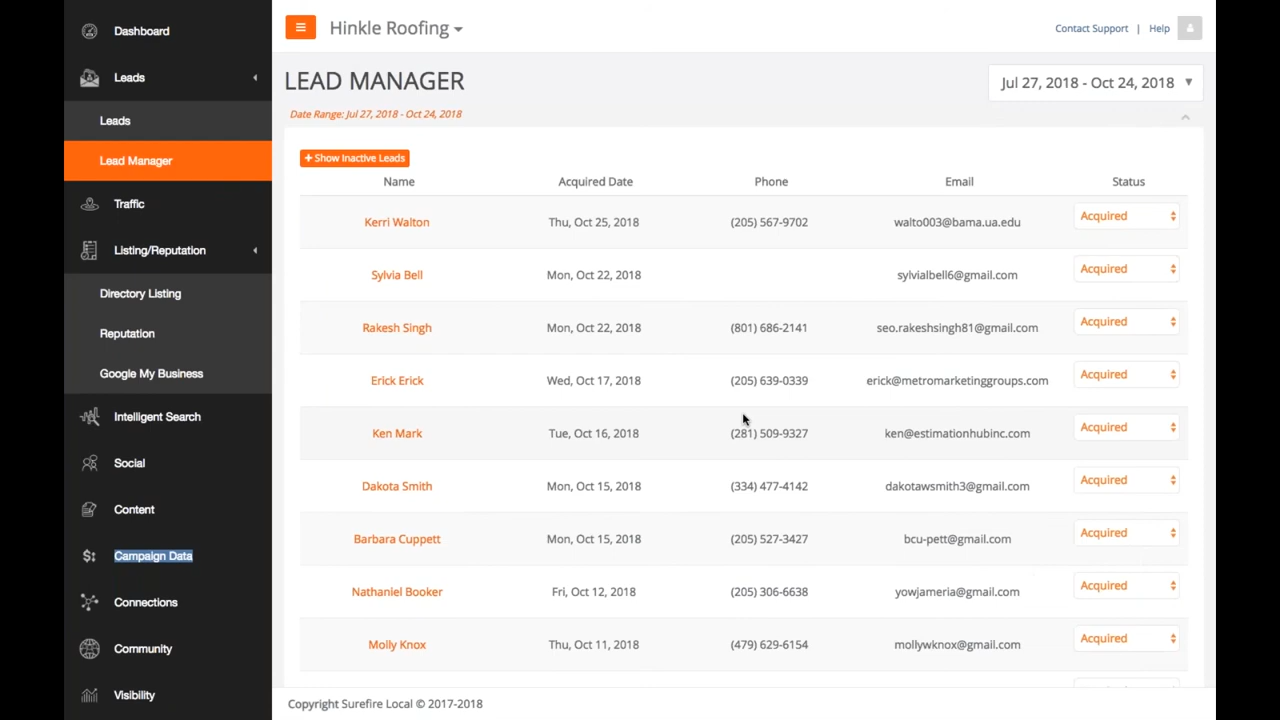 Dashboard
Leads
Leads
Lead Manager
Traffic
Listing/Reputation
Directory Listing
Reputation
Google My Business
Intelligent Search
Social
Content
Campaign Data
Connections
Community
Visibility
Hinkle Roofing
Contact Support | Help
LEAD MANAGER
Jul 27, 2018 - Oct 24, 2018
Date Range: Jul 27, 2018 - Oct 24, 2018
+ Show Inactive Leads
Name Acquired Date Phone Email Status
Kerri Walton Thu, Oct 25, 2018 (205) 567-9702 walto003@bama.ua.edu Acquired
Sylvia Bell Mon, Oct 22, 2018 sylvialbell6@gmail.com Acquired
Rakesh Singh Mon, Oct 22, 2018 (801) 686-2141 seo.rakeshsingh81@gmail.com Acquired
Erick Erick Wed, Oct 17, 2018 (205) 639-0339 erick@metromarketinggroups.com Acquired
Ken Mark Tue, Oct 16, 2018 (281) 509-9327 ken@estimationhubinc.com Acquired
Dakota Smith Mon, Oct 15, 2018 (334) 477-4142 dakotawsmith3@gmail.com Acquired
Barbara Cuppett Mon, Oct 15, 2018 (205) 527-3427 bcu-pett@gmail.com Acquired
Nathaniel Booker Fri, Oct 12, 2018 (205) 306-6638 yowjameria@gmail.com Acquired
Molly Knox Thu, Oct 11, 2018 (479) 629-6154 mollywknox@gmail.com Acquired
Copyright Surefire Local © 2017-2018